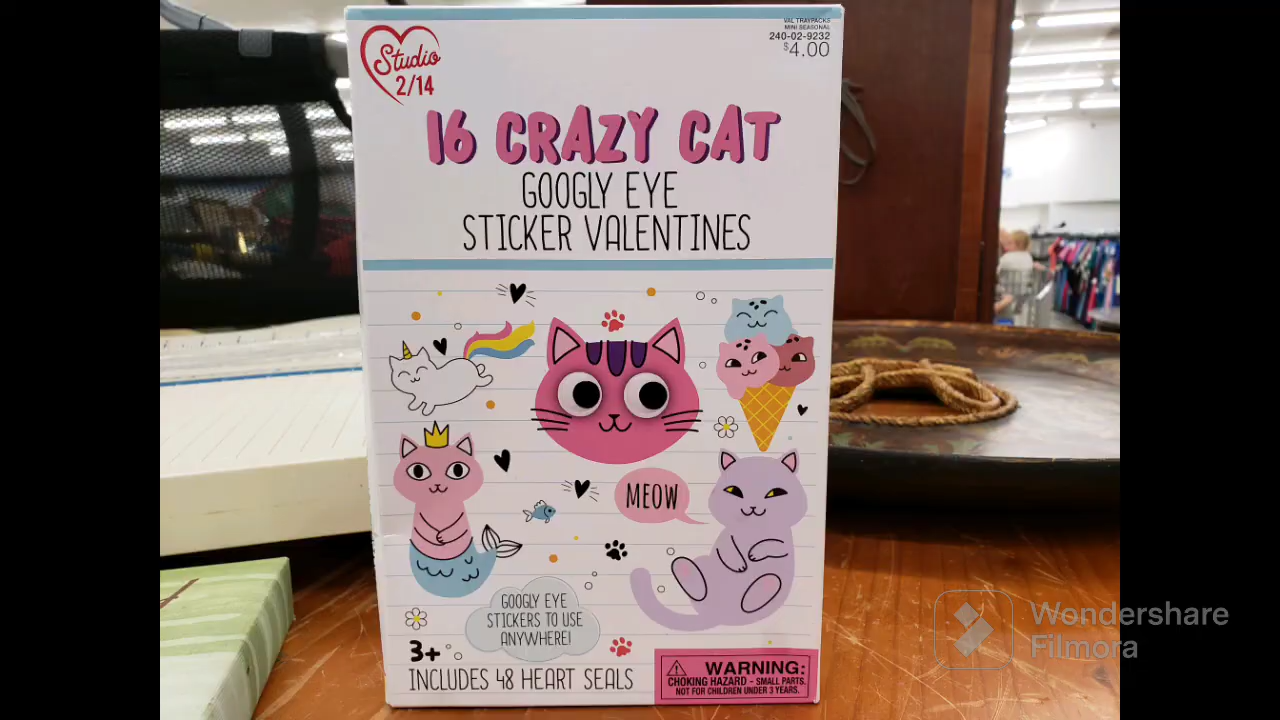 Studio
2/14
VAL TRAYPACKS
MINI SEASONAL
240-02-9232
$4.00
16 CRAZY CAT
GOOGLY EYE
STICKER VALENTINES
MEOW
GOOGLY EYE
STICKERS TO USE
ANYWHERE!
3+
INCLUDES 48 HEART SEALS
WARNING:
CHOKING HAZARD - SMALL PARTS.
NOT FOR CHILDREN UNDER 3 YEARS.
Wondershare
Filmora